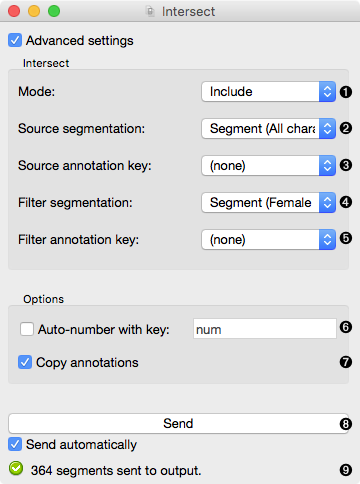 Intersect
Advanced settings
Intersect
Mode: Include ❶
Source segmentation: Segment (All chara ❷
Source annotation key: (none) ❸
Filter segmentation: Segment (Female ❹
Filter annotation key: (none) ❺
Options
Auto-number with key: num ❻
Copy annotations ❼
Send ❽
Send automatically
364 segments sent to output. ❾